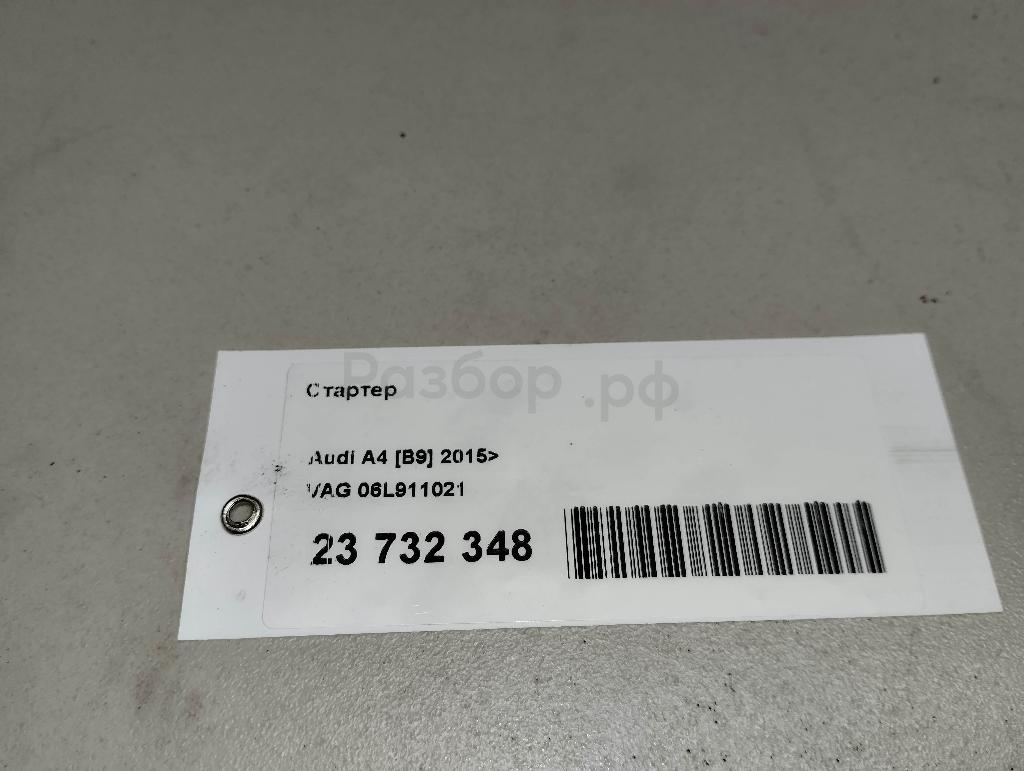 Разбор.рф
Стартер
Audi A4 [B9] 2015>
VAG 06L911021
23 732 348